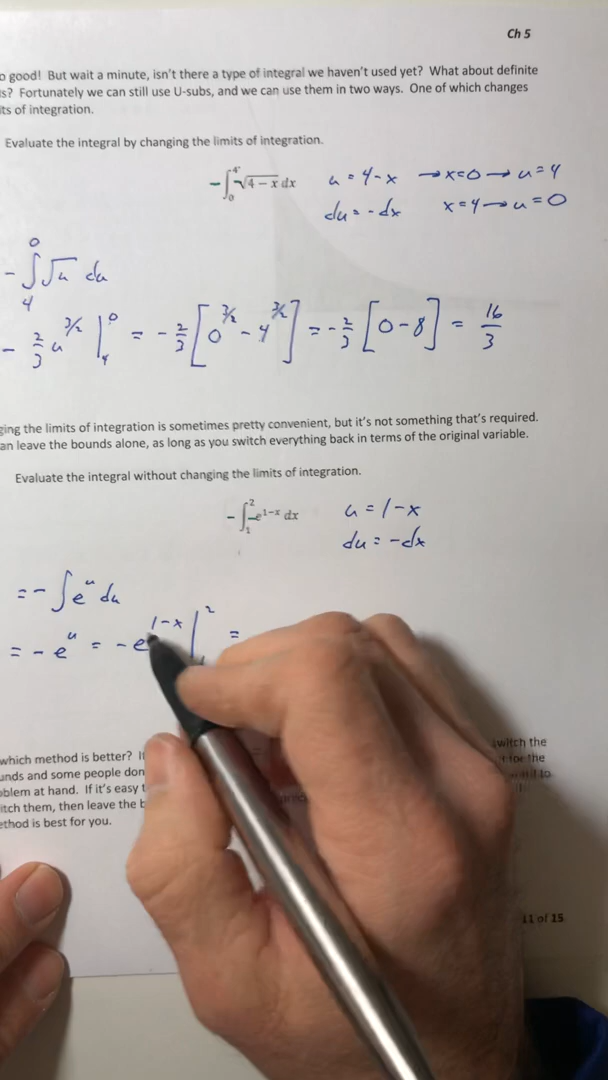 Ch 5
o good! But wait a minute, isn't there a type of integral we haven't used yet? What about definite
s? Fortunately we can still use U-subs, and we can use them in two ways. One of which changes
its of integration.
Evaluate the integral by changing the limits of integration.
-∫₀⁴ -√(4-x) dx u = 4-x → x=0 → u=4
du = -dx x=4 → u=0
-∫₄⁰ √u du
-2/3 u^(3/2) |₄⁰ = -2/3 [0^(3/2) - 4^(3/2)] = -2/3 [0-8] = 16/3
ging the limits of integration is sometimes pretty convenient, but it's not something that's required.
an leave the bounds alone, as long as you switch everything back in terms of the original variable.
Evaluate the integral without changing the limits of integration.
-∫₁² -e^(1-x) dx u = 1-x
du = -dx
= -∫e^u du
= -e^u = -e^(1-x) |² =
which method is better? I
switch the
unds and some people don
for the
oblem at hand. If it's easy t
itch them, then leave the b
ethod is best for you.
11 of 15